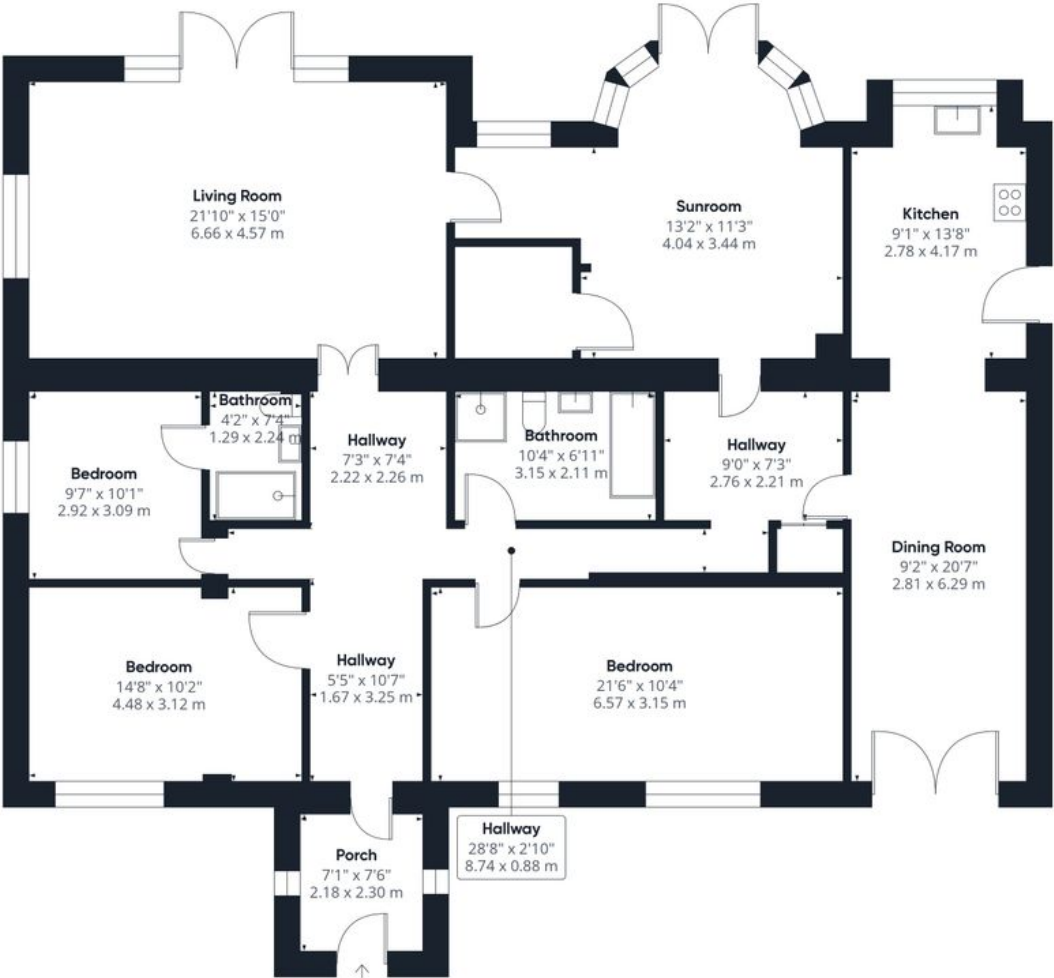 Living Room
21'10" x 15'0"
6.66 x 4.57 m
Sunroom
13'2" x 11'3"
4.04 x 3.44 m
Kitchen
9'1" x 13'8"
2.78 x 4.17 m
Bathroom
4'2" x 7'4"
1.29 x 2.24 m
Hallway
7'3" x 7'4"
2.22 x 2.26 m
Bathroom
10'4" x 6'11"
3.15 x 2.11 m
Hallway
9'0" x 7'3"
2.76 x 2.21 m
Bedroom
9'7" x 10'1"
2.92 x 3.09 m
Dining Room
9'2" x 20'7"
2.81 x 6.29 m
Bedroom
14'8" x 10'2"
4.48 x 3.12 m
Hallway
5'5" x 10'7"
1.67 x 3.25 m
Bedroom
21'6" x 10'4"
6.57 x 3.15 m
Hallway
28'8" x 2'10"
8.74 x 0.88 m
Porch
7'1" x 7'6"
2.18 x 2.30 m